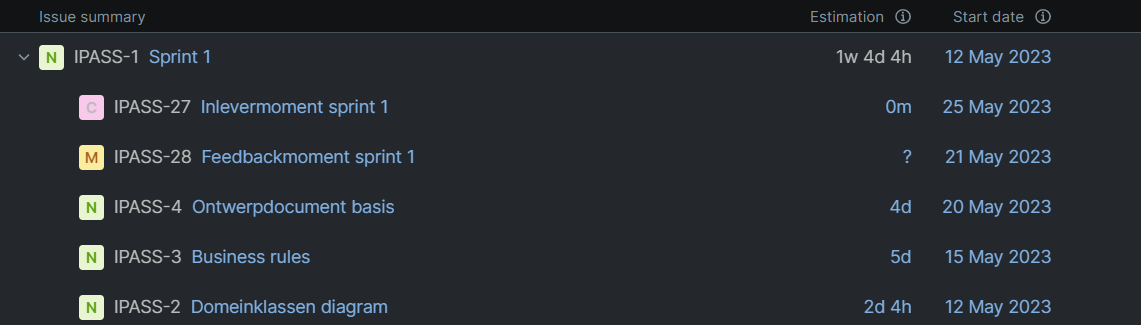 Issue summary Estimation Start date
N IPASS-1 Sprint 1 1w 4d 4h 12 May 2023
C IPASS-27 Inlevermoment sprint 1 0m 25 May 2023
M IPASS-28 Feedbackmoment sprint 1 ? 21 May 2023
N IPASS-4 Ontwerpdocument basis 4d 20 May 2023
N IPASS-3 Business rules 5d 15 May 2023
N IPASS-2 Domeinklassen diagram 2d 4h 12 May 2023